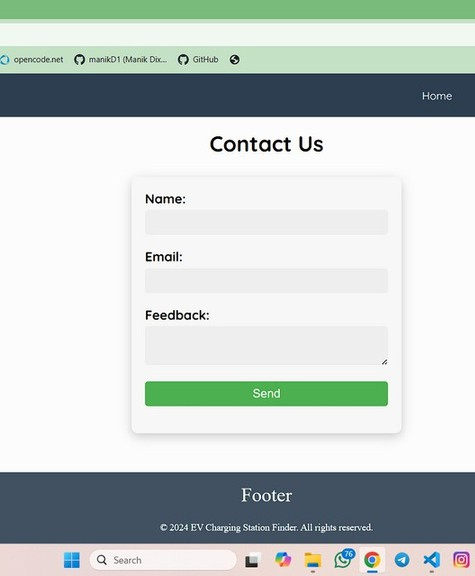 opencode.net manikD1 (Manik Dix... GitHub
Home
Contact Us
Name:
Email:
Feedback:
Send
Footer
© 2024 EV Charging Station Finder. All rights reserved.
Search
76